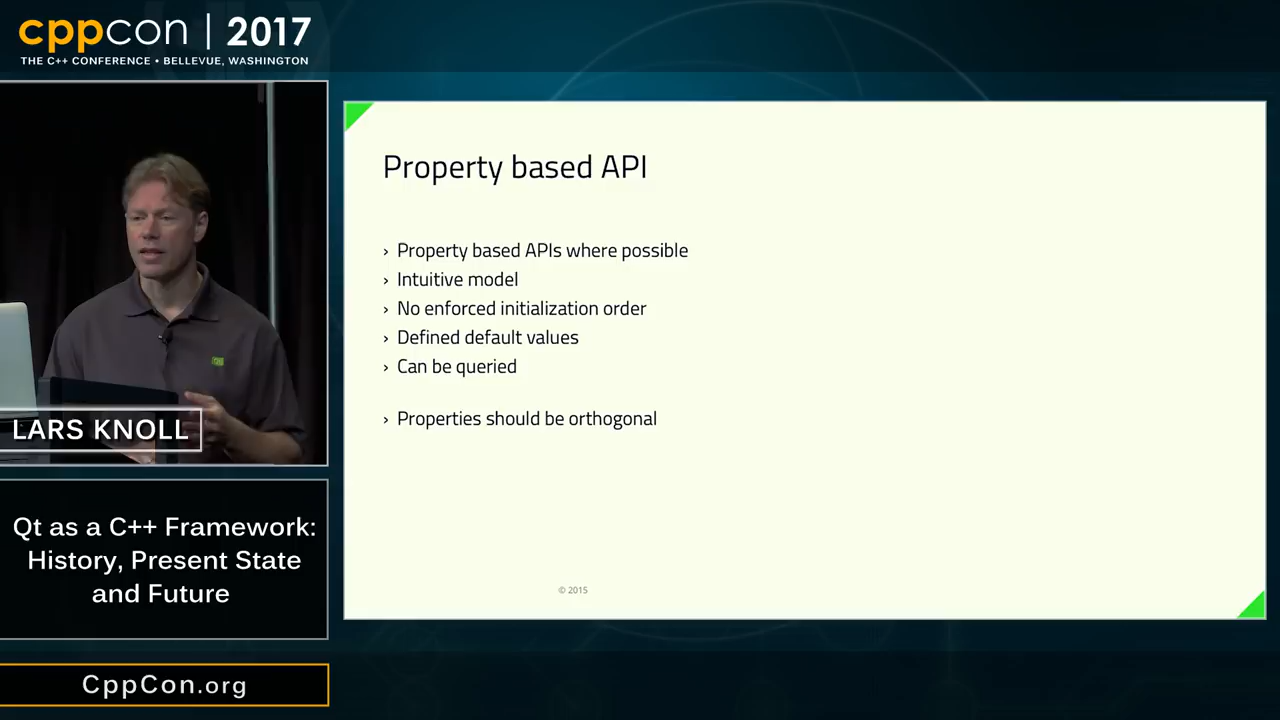 cppcon | 2017
THE C++ CONFERENCE • BELLEVUE, WASHINGTON
LARS KNOLL
Qt as a C++ Framework:
History, Present State
and Future
CppCon.org
Property based API
› Property based APIs where possible
› Intuitive model
› No enforced initialization order
› Defined default values
› Can be queried
› Properties should be orthogonal
© 2015